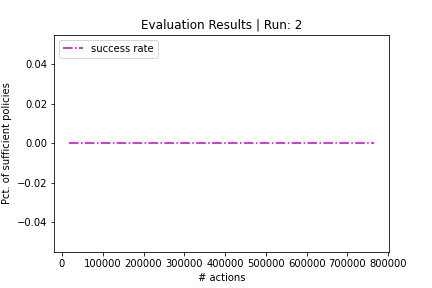 Evaluation Results | Run: 2
success rate
Pct. of sufficient policies
0.04
0.02
0.00
−0.02
−0.04
0 100000 200000 300000 400000 500000 600000 700000 800000
# actions